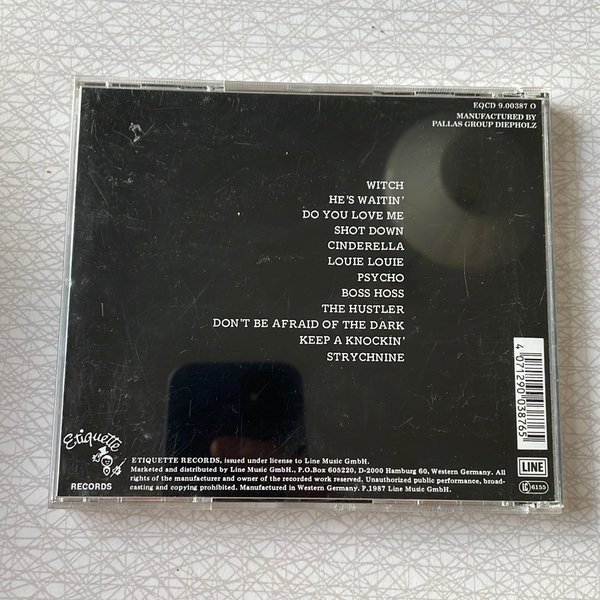 EQCD 9.00387 O
MANUFACTURED BY
PALLAS GROUP DIEPHOLZ
WITCH
HE'S WAITIN'
DO YOU LOVE ME
SHOT DOWN
CINDERELLA
LOUIE LOUIE
PSYCHO
BOSS HOSS
THE HUSTLER
DON'T BE AFRAID OF THE DARK
KEEP A KNOCKIN'
STRYCHNINE
4 071290 038765
Etiquette
RECORDS
ETIQUETTE RECORDS, issued under license to Line Music GmbH.
Marketed and distributed by Line Music GmbH., P.O.Box 605220, D-2000 Hamburg 60, Western Germany. All
rights of the manufacturer and owner of the recorded work reserved. Unauthorized public performance, broad-
casting and copying prohibited. Manufactured in Western Germany. P.1987 Line Music GmbH.
LINE
LC 6155